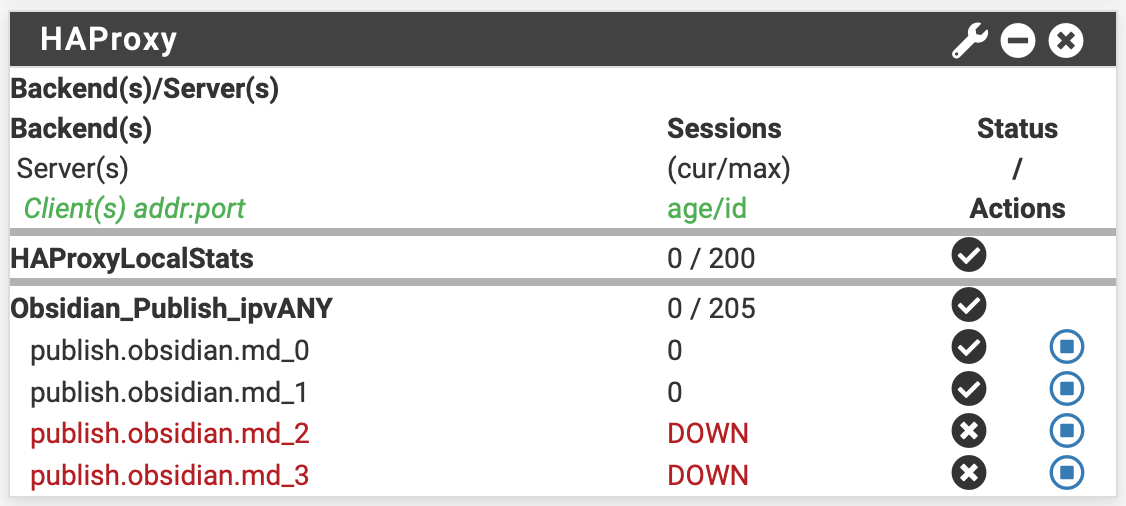 HAProxy
Backend(s)/Server(s)
Backend(s) Sessions Status
Server(s) (cur/max) /
Client(s) addr:port age/id Actions
HAProxyLocalStats 0 / 200
Obsidian_Publish_ipvANY 0 / 205
publish.obsidian.md_0 0
publish.obsidian.md_1 0
publish.obsidian.md_2 DOWN
publish.obsidian.md_3 DOWN